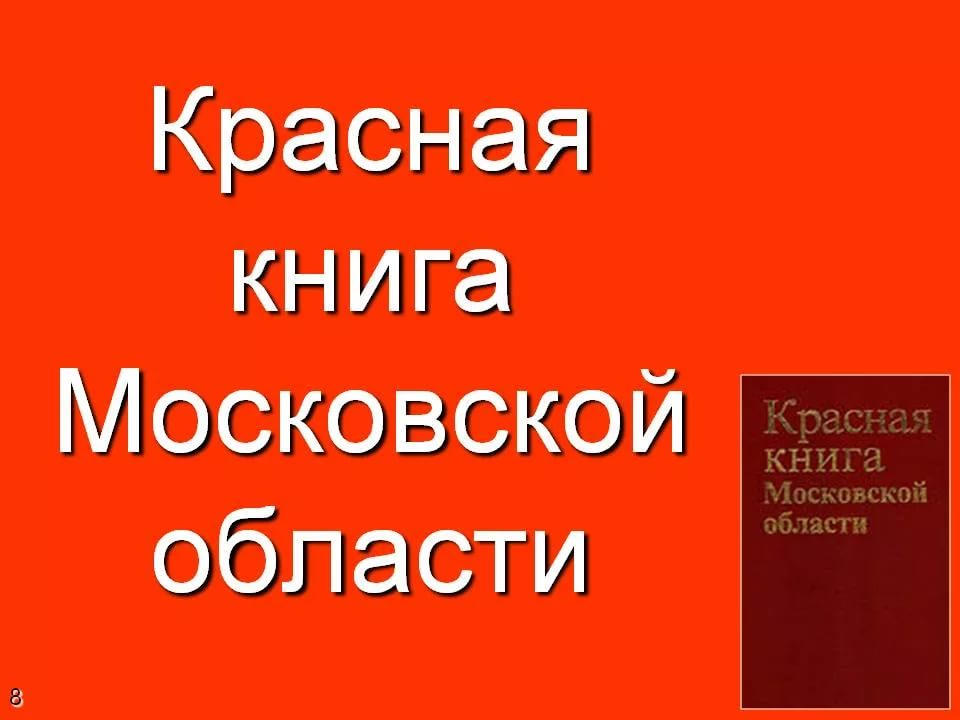 Красная
книга
Московской
области
Красная
книга
Московской
области
8